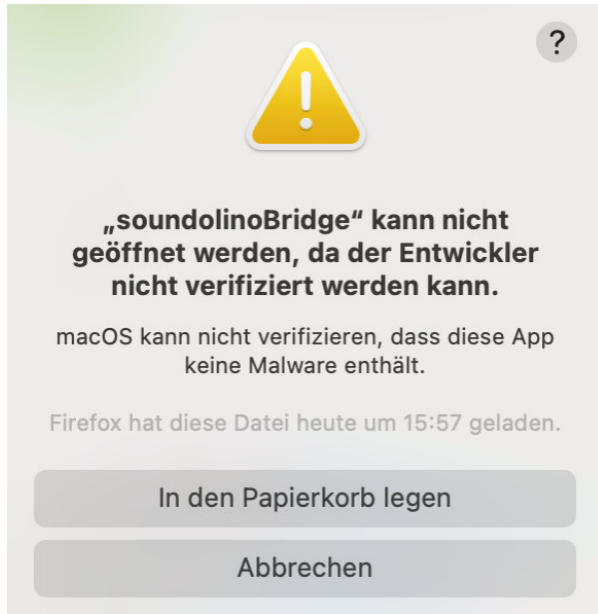 ?
„soundolinoBridge“ kann nicht
geöffnet werden, da der Entwickler
nicht verifiziert werden kann.
macOS kann nicht verifizieren, dass diese App
keine Malware enthält.
Firefox hat diese Datei heute um 15:57 geladen.
In den Papierkorb legen
Abbrechen